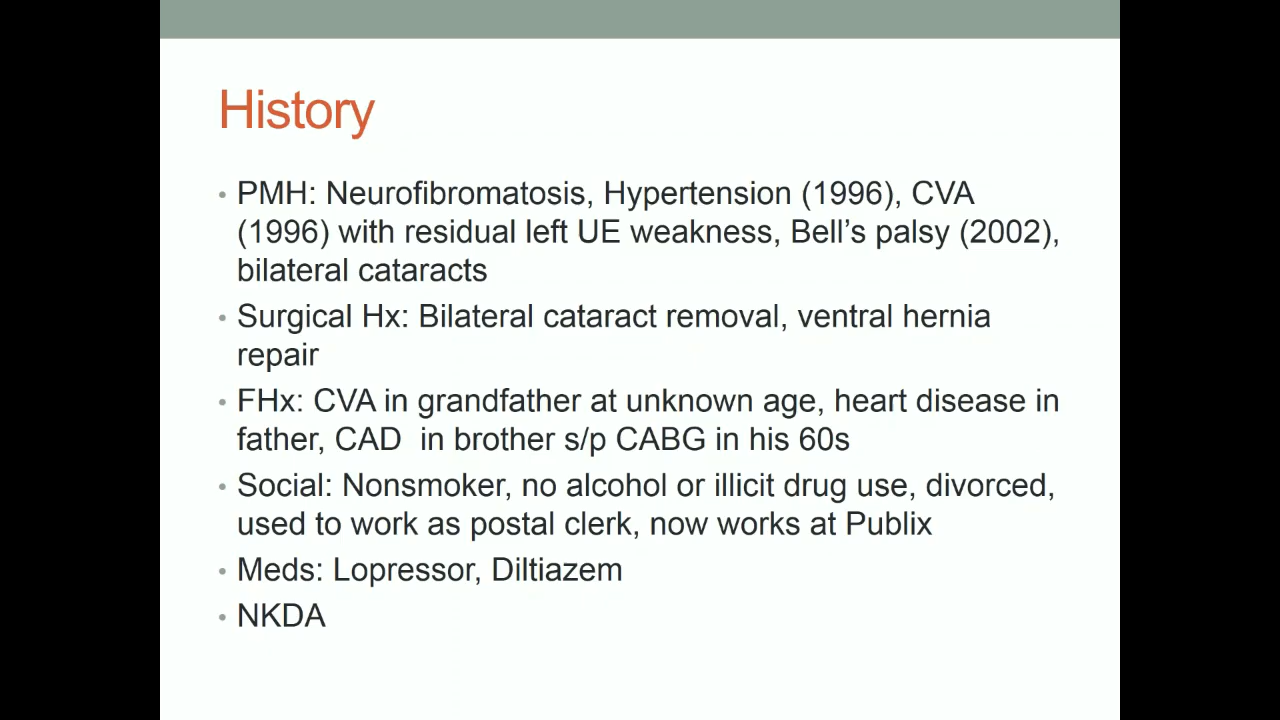 History
• PMH: Neurofibromatosis, Hypertension (1996), CVA
(1996) with residual left UE weakness, Bell's palsy (2002),
bilateral cataracts
• Surgical Hx: Bilateral cataract removal, ventral hernia
repair
• FHx: CVA in grandfather at unknown age, heart disease in
father, CAD  in brother s/p CABG in his 60s
• Social: Nonsmoker, no alcohol or illicit drug use, divorced,
used to work as postal clerk, now works at Publix
• Meds: Lopressor, Diltiazem
• NKDA